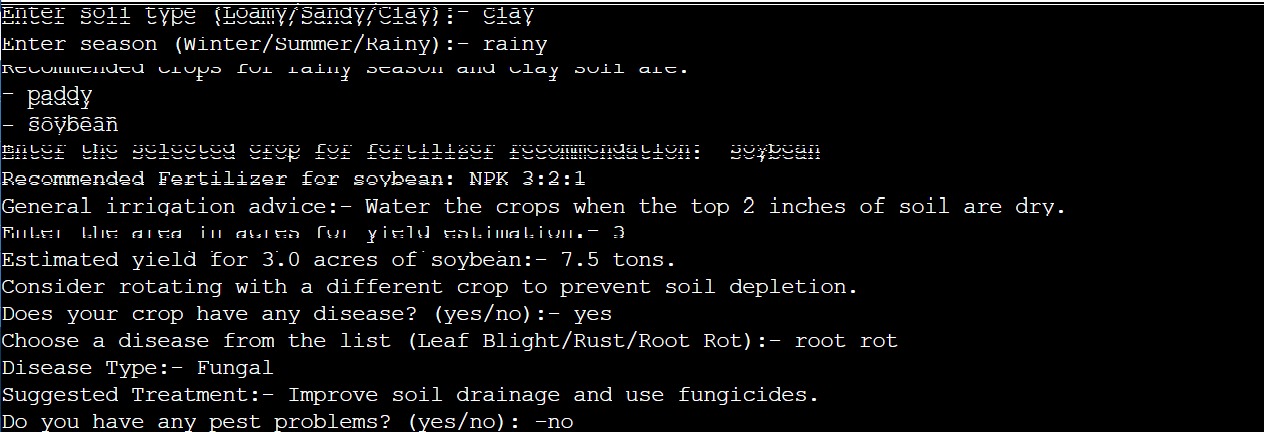 Enter soil type (Loamy/Sandy/Clay):- clay
Enter season (Winter/Summer/Rainy):- rainy
Recommended crops for rainy season and clay soil are:
- paddy
- soybean
Enter the selected crop for fertilizer recommendation:  soybean
Recommended Fertilizer for soybean: NPK 3:2:1
General irrigation advice:- Water the crops when the top 2 inches of soil are dry.
Enter the area in acres for yield estimation:- 3
Estimated yield for 3.0 acres of soybean:- 7.5 tons.
Consider rotating with a different crop to prevent soil depletion.
Does your crop have any disease? (yes/no):- yes
Choose a disease from the list (Leaf Blight/Rust/Root Rot):- root rot
Disease Type:- Fungal
Suggested Treatment:- Improve soil drainage and use fungicides.
Do you have any pest problems? (yes/no): -no